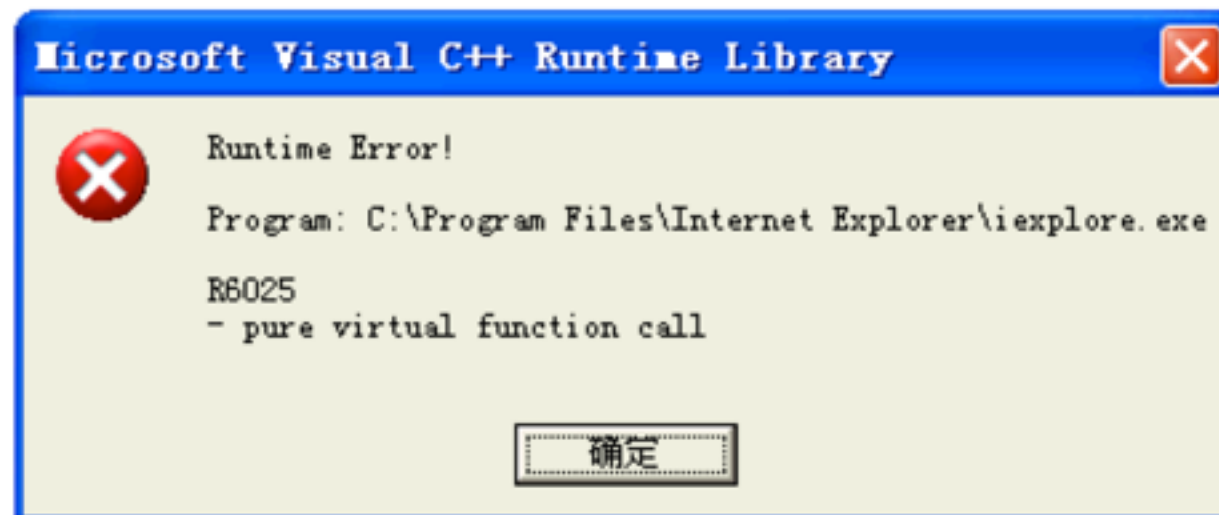 Microsoft Visual C++ Runtime Library
Runtime Error!
Program: C:\Program Files\Internet Explorer\iexplore.exe
R6025
- pure virtual function call
确定